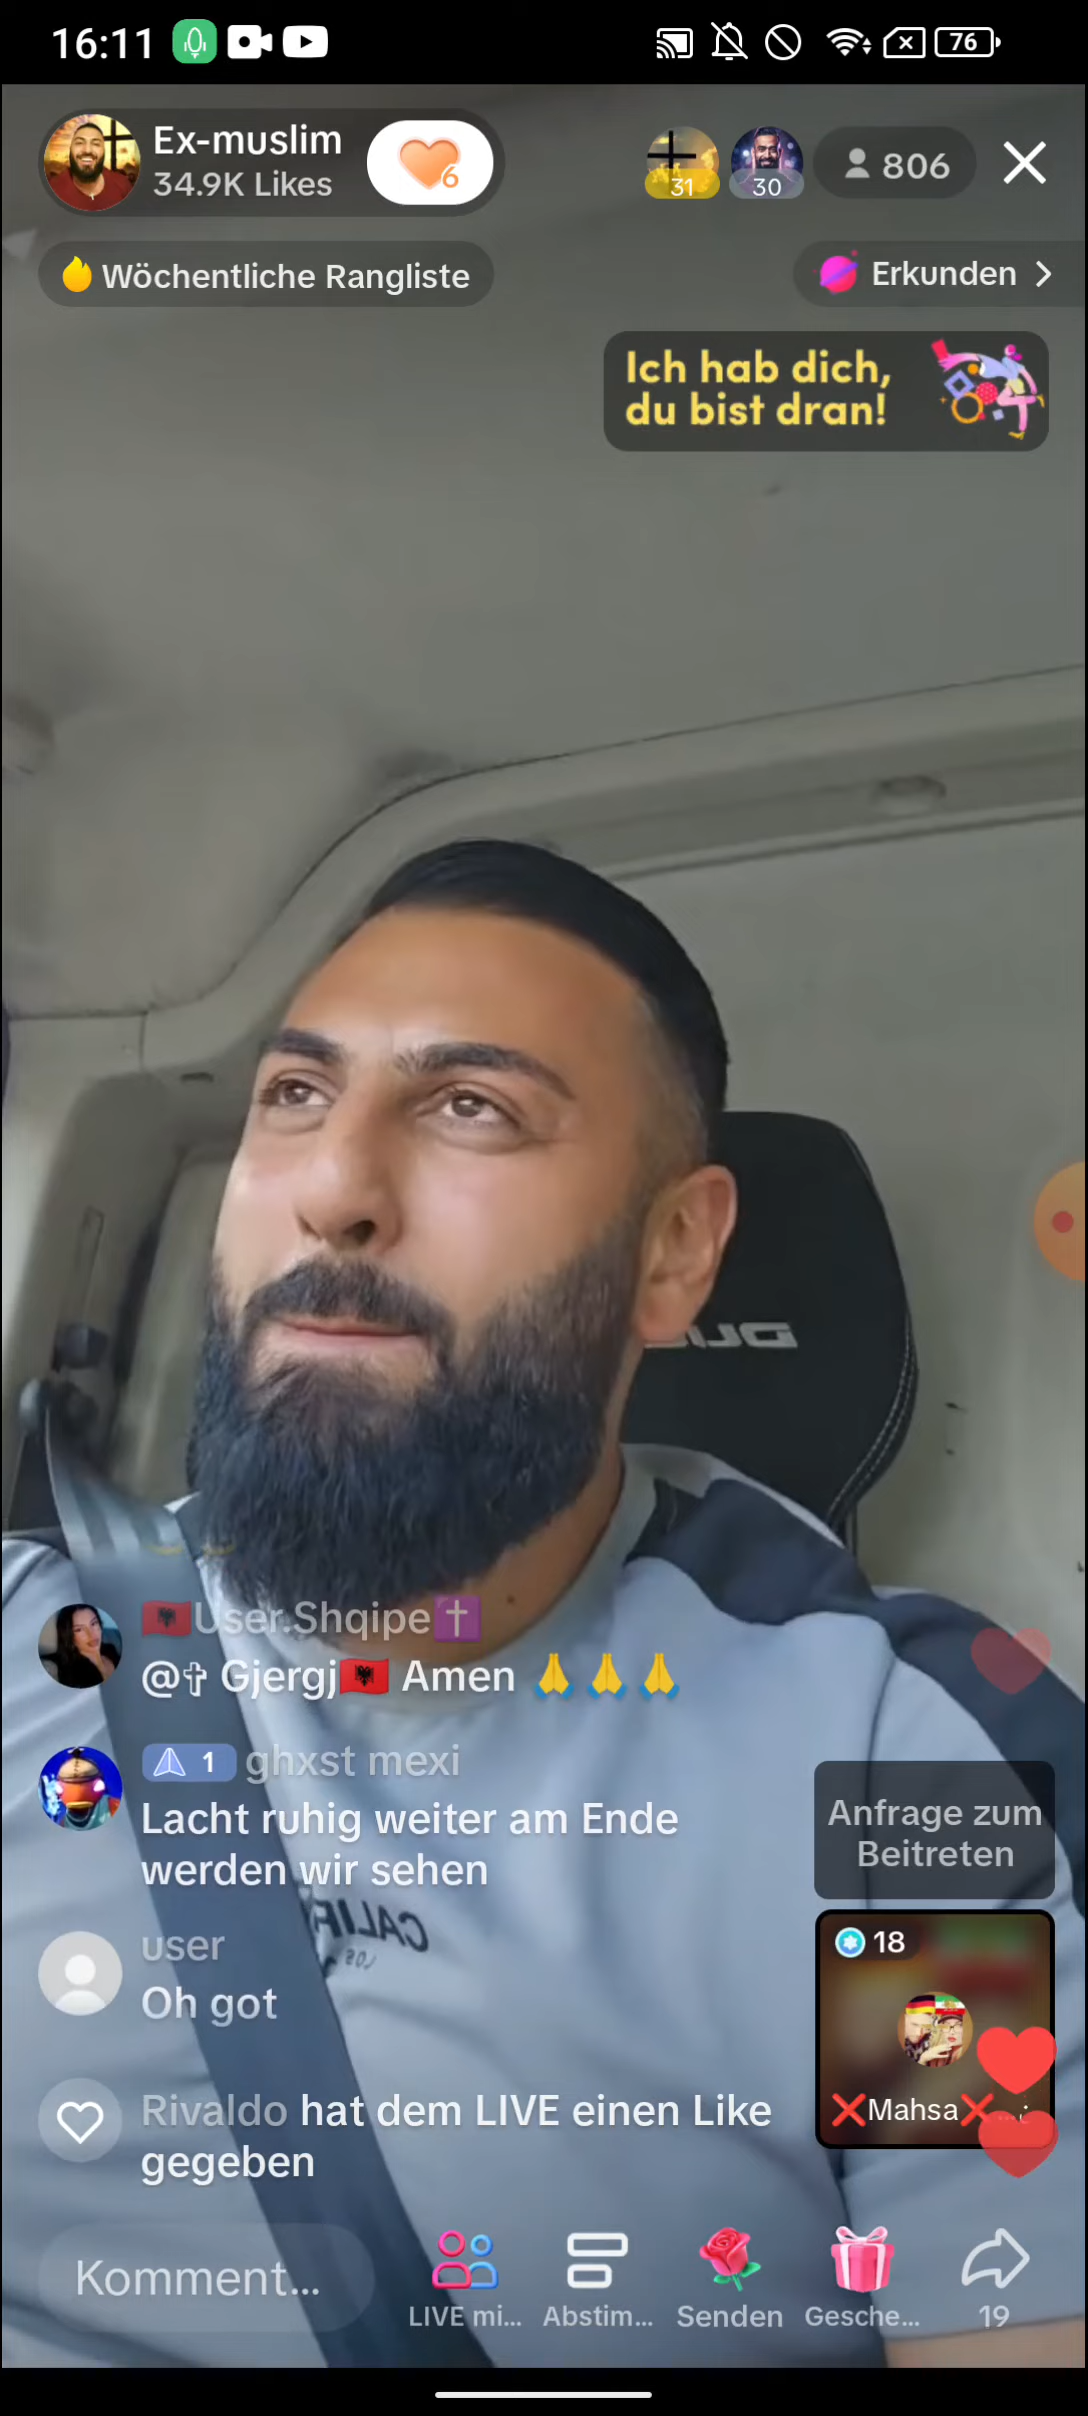 16:11
76
Ex-muslim
34.9K Likes
6
31
30
806
Wöchentliche Rangliste
Erkunden
Ich hab dich,
du bist dran!
User.Shqipe
@✞ Gjergj🇦🇱 Amen 🙏🙏🙏
1 ghxst mexi
Lacht ruhig weiter am Ende
werden wir sehen
user
Oh got
Rivaldo hat dem LIVE einen Like
gegeben
Anfrage zum
Beitreten
18
❌Mahsa❌...
CALIF
LOS
Komment...
LIVE mi...
Abstim...
Senden
Gesche...
19